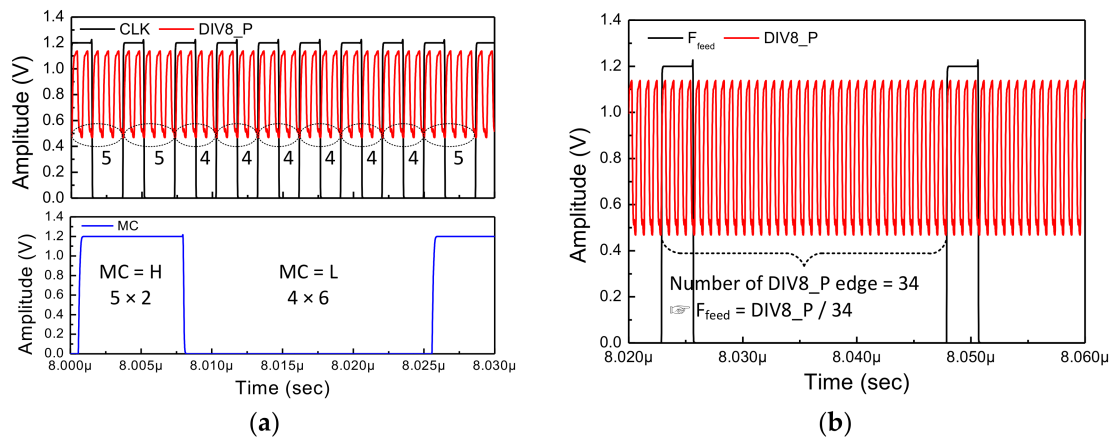 CLK DIV8_P
1.4
1.2
1.0
0.8
0.6
0.4
0.2
0.0
Amplitude (V)
5 5 4 4 4 4 4 4 5
MC
1.4
1.2
1.0
0.8
0.6
0.4
0.2
0.0
Amplitude (V)
MC = H
5 × 2
MC = L
4 × 6
8.000µ 8.005µ 8.010µ 8.015µ 8.020µ 8.025µ 8.030µ
Time (sec)
(a)
Ffeed DIV8_P
1.4
1.2
1.0
0.8
0.6
0.4
0.2
0.0
Amplitude (V)
Number of DIV8_P edge = 34
☞ Ffeed = DIV8_P / 34
8.020µ 8.030µ 8.040µ 8.050µ 8.060µ
Time (sec)
(b)